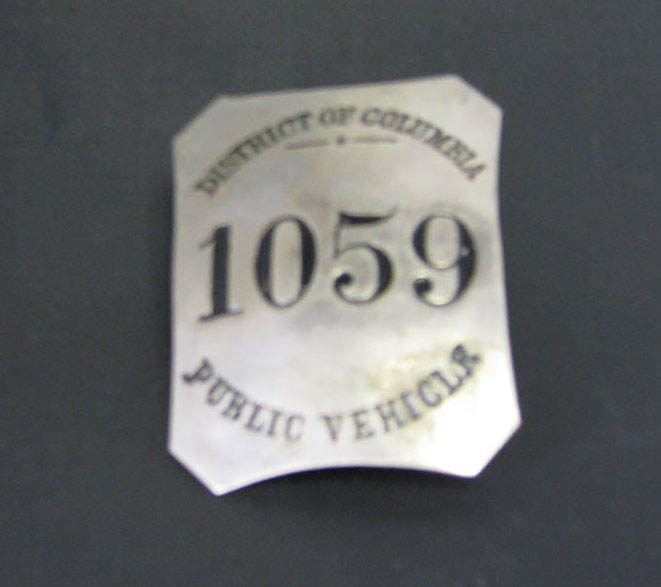 DISTRICT OF COLUMBIA
1059
PUBLIC VEHICLE